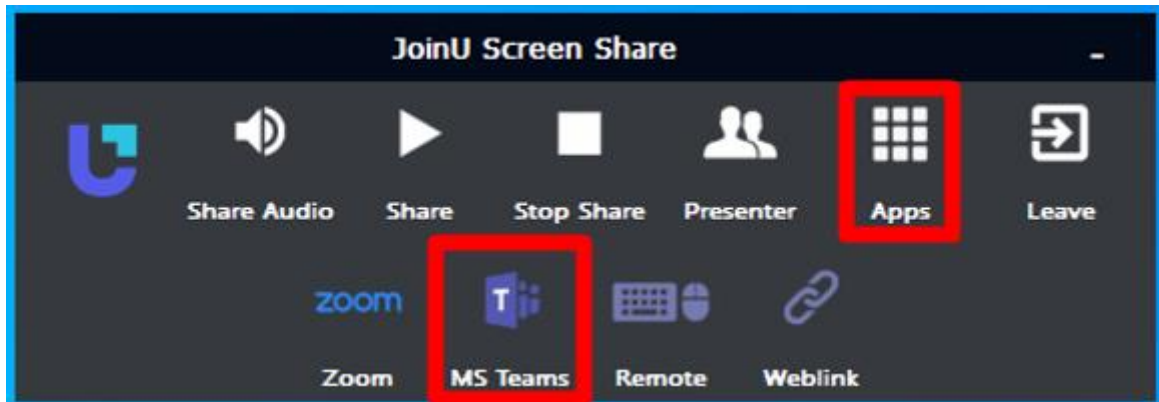 JoinU Screen Share
Share Audio Share Stop Share Presenter Apps Leave
zoom T
Zoom MS Teams Remote Weblink